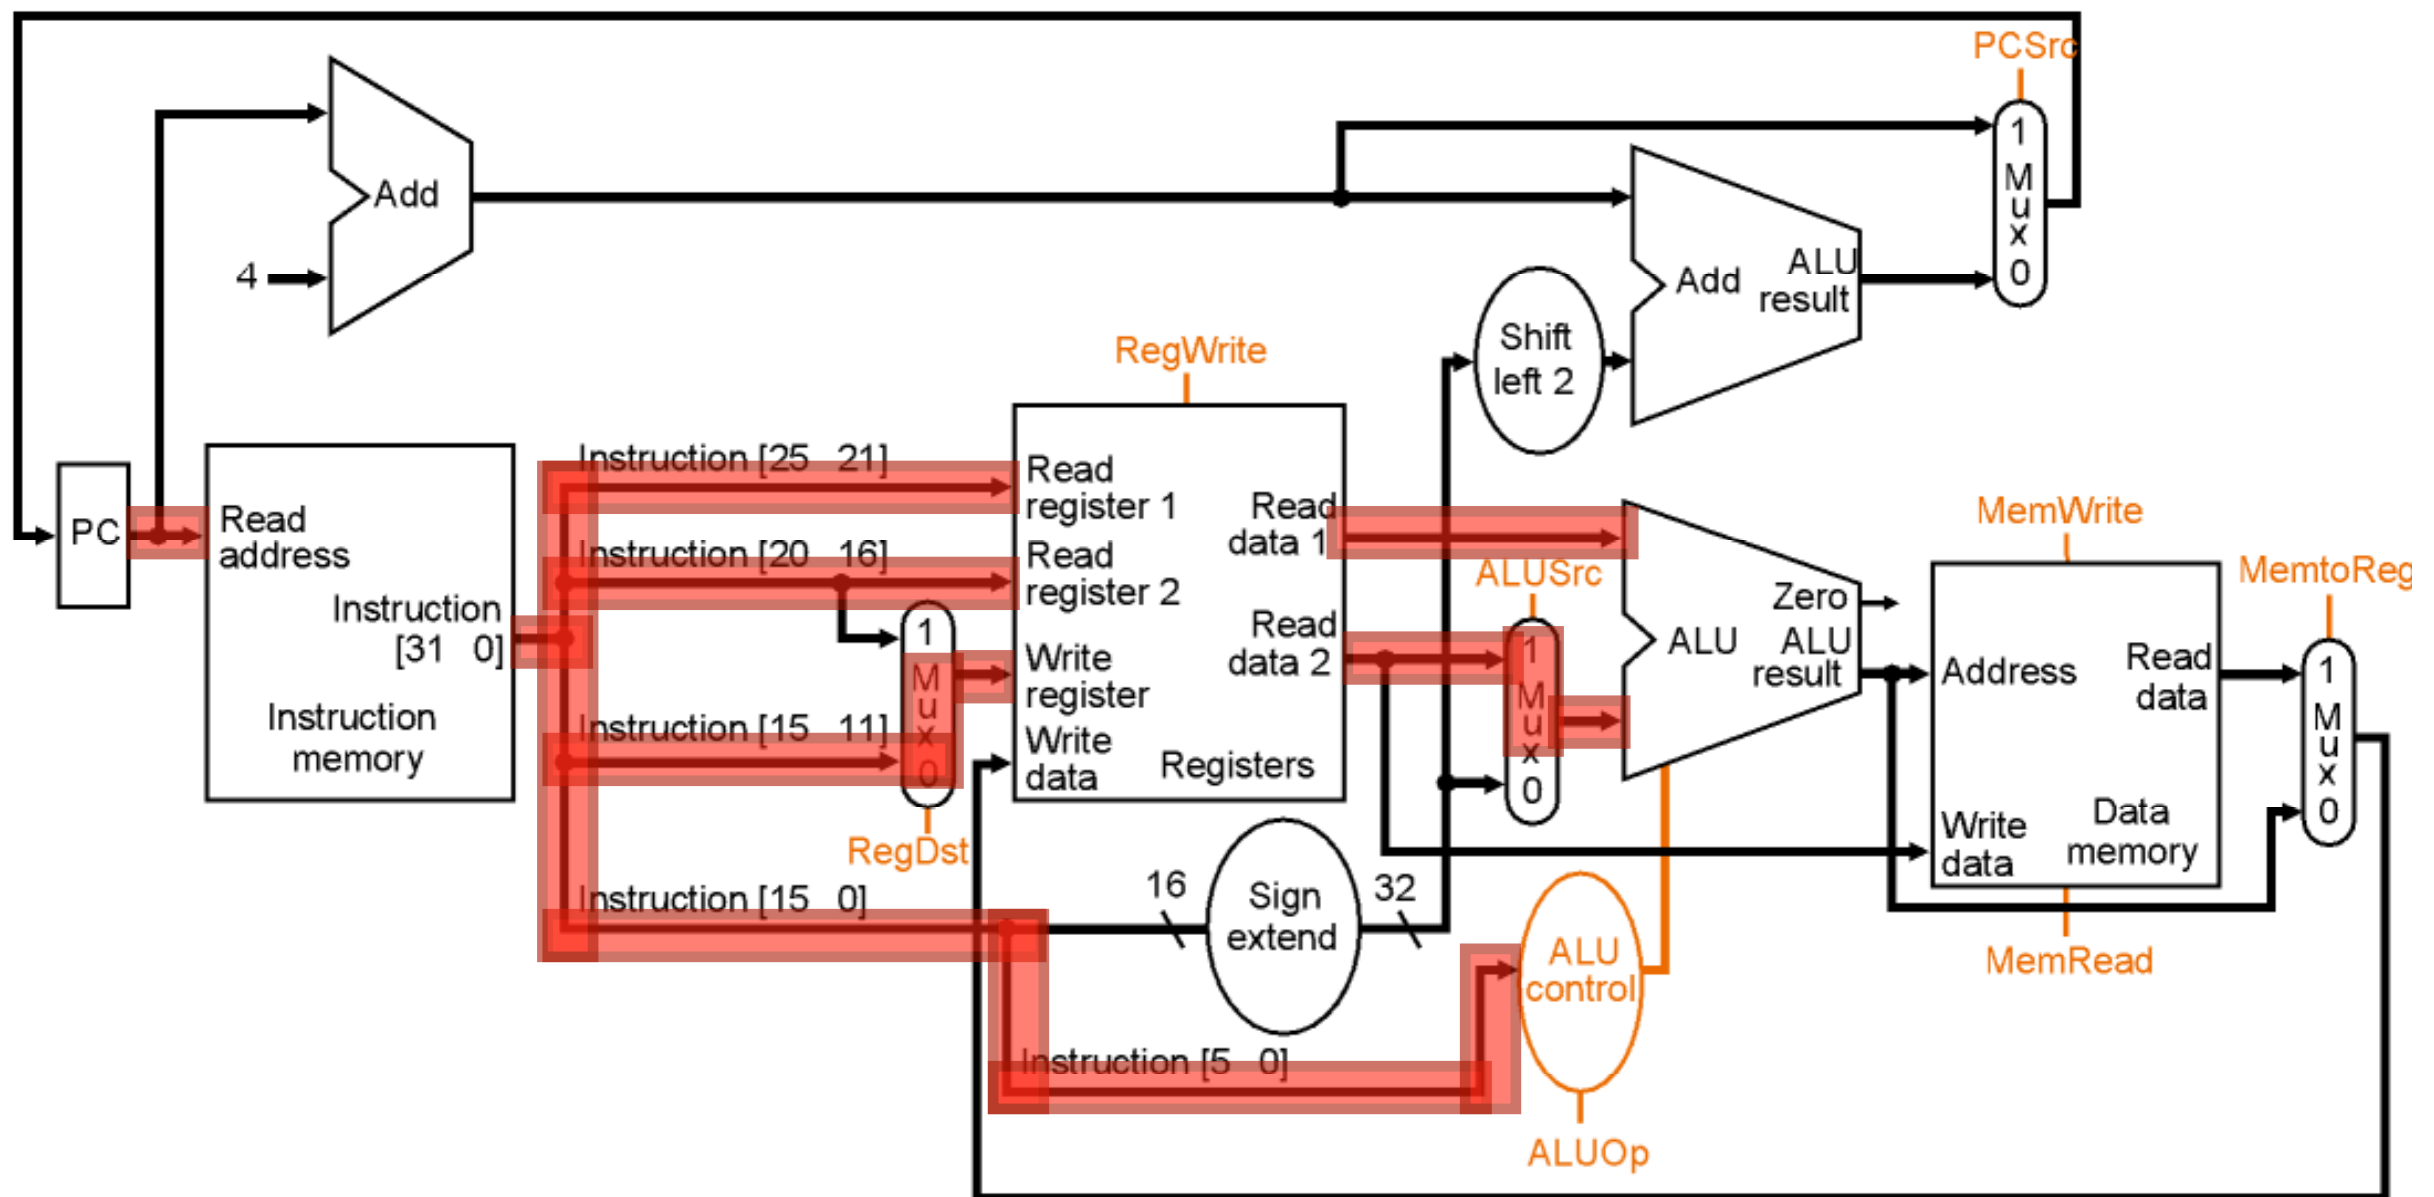 PCSrc
1
M
u
x
0
Add
4
Add
ALU
result
Shift
left 2
RegWrite
PC
Read
address
Instruction
[31 0]
Instruction
memory
Instruction [25 21]
Instruction [20 16]
Instruction [15 11]
Instruction [15 0]
1
M
u
x
0
RegDst
Read
register 1
Read
register 2
Write
register
Write
data
Read
data 1
Read
data 2
Registers
16
Sign
extend
32
ALUSrc
1
M
u
x
0
Zero
ALU
ALU
result
ALU
control
Instruction [5 0]
ALUOp
MemWrite
Address
Read
data
Write
data
Data
memory
MemRead
MemtoReg
1
M
u
x
0